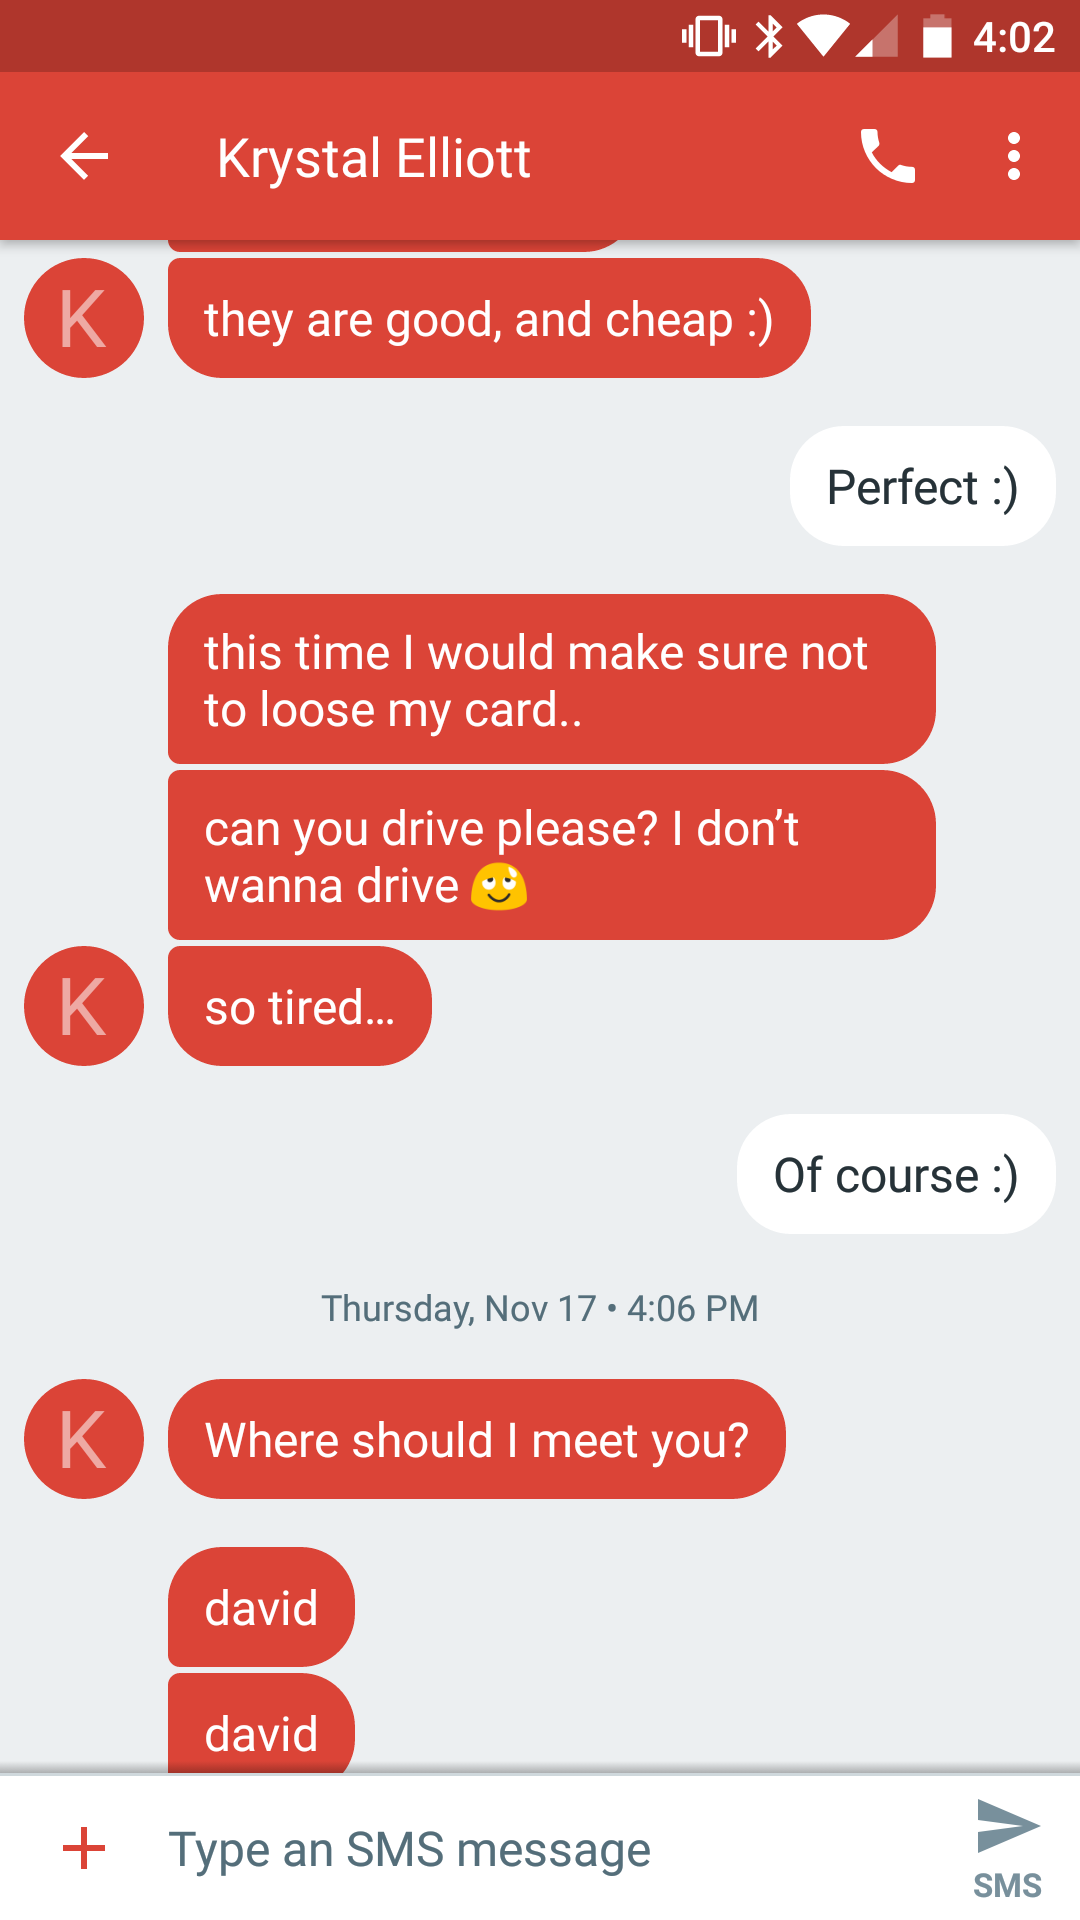 4:02
Krystal Elliott
K
they are good, and cheap :)
Perfect :)
this time I would make sure not
to loose my card..
can you drive please? I don’t
wanna drive 😌
K
so tired...
Of course :)
Thursday, Nov 17 • 4:06 PM
K
Where should I meet you?
david
david
Type an SMS message
SMS